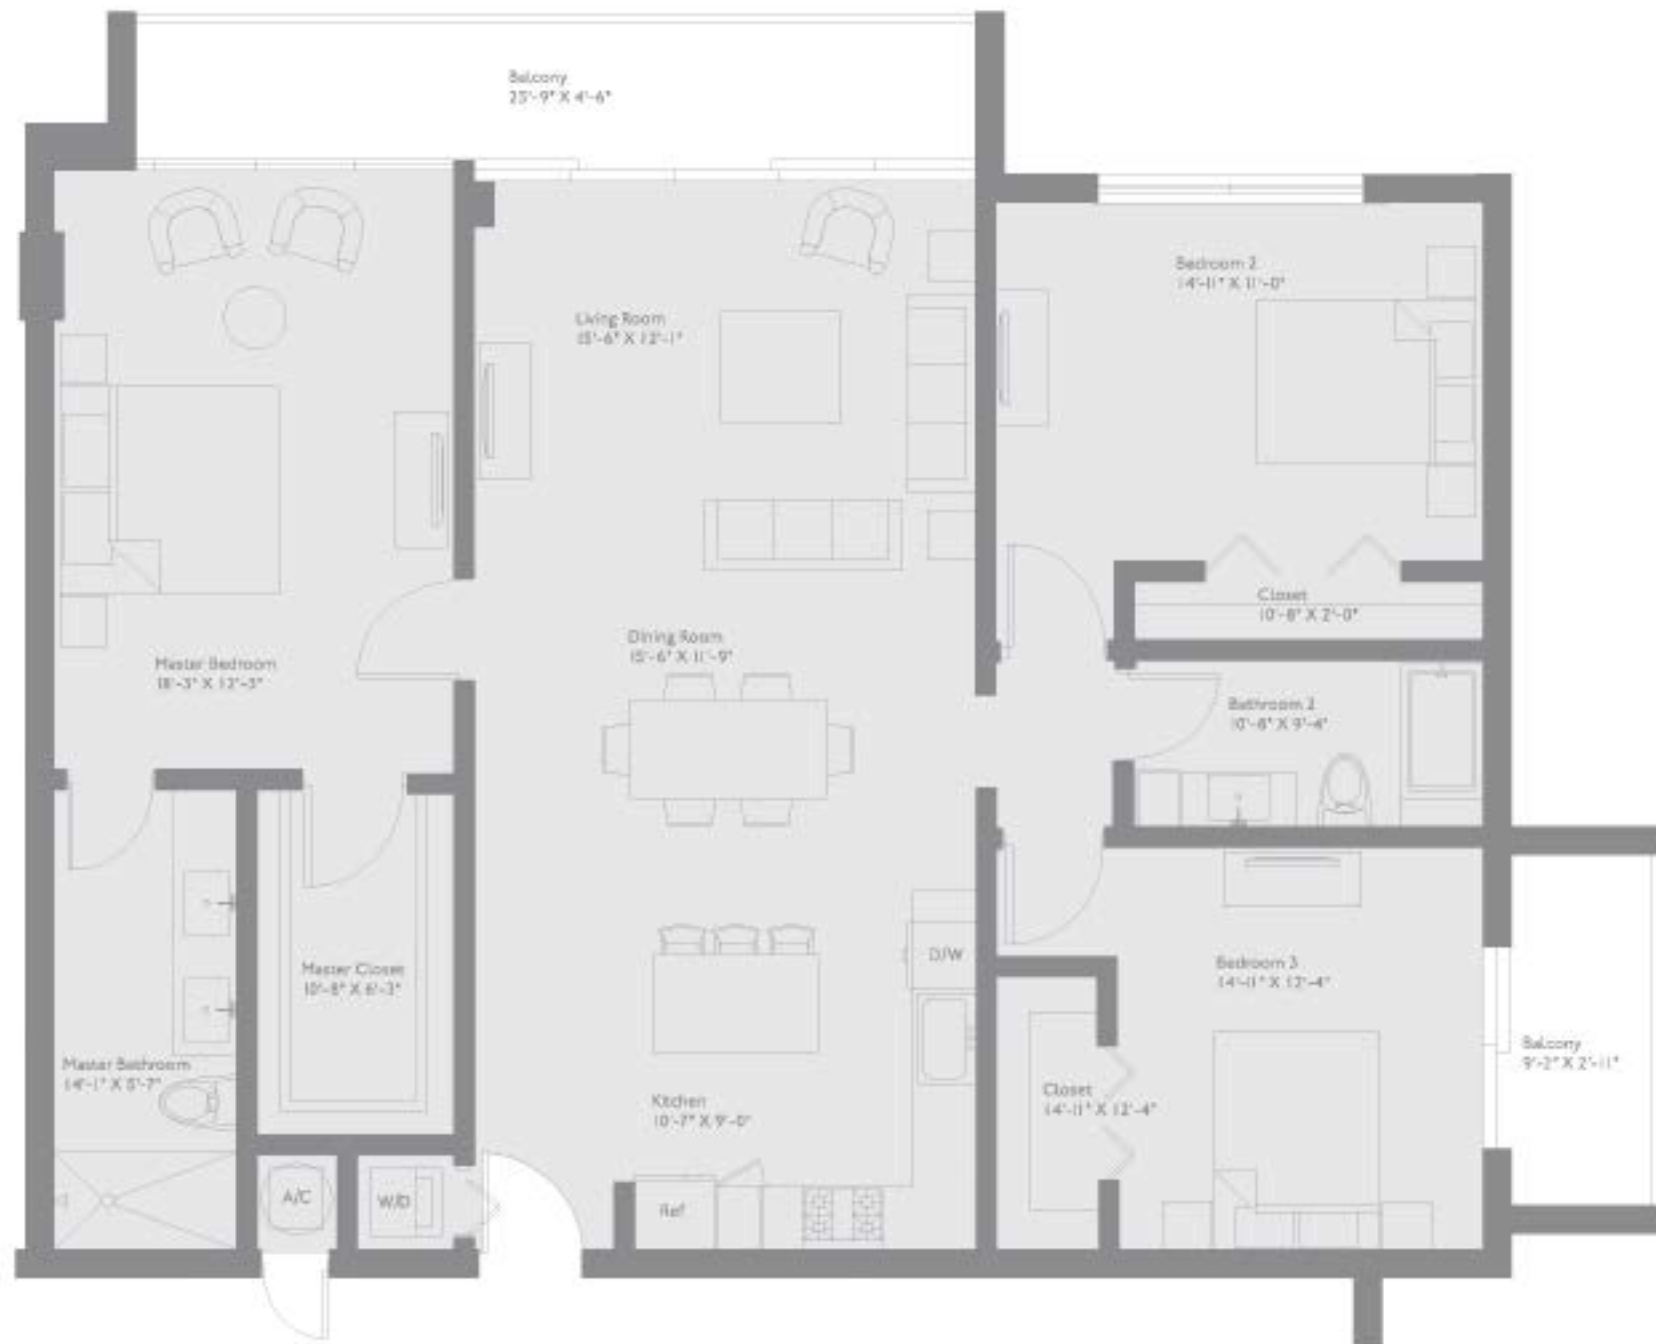 Balcony
25'-9" X 4'-6"
Bedroom 2
14'-11" X 11'-0"
Living Room
15'-6" X 12'-1"
Closet
10'-8" X 2'-0"
Dining Room
15'-6" X 11'-9"
Master Bedroom
18'-3" X 12'-3"
Bathroom 2
10'-8" X 9'-4"
D/W
Master Closet
10'-8" X 6'-3"
Bedroom 3
14'-11" X 12'-4"
Balcony
9'-2" X 2'-11"
Master Bathroom
14'-1" X 5'-7"
Closet
14'-11" X 12'-4"
Kitchen
10'-7" X 9'-0"
A/C
W/D
Ref